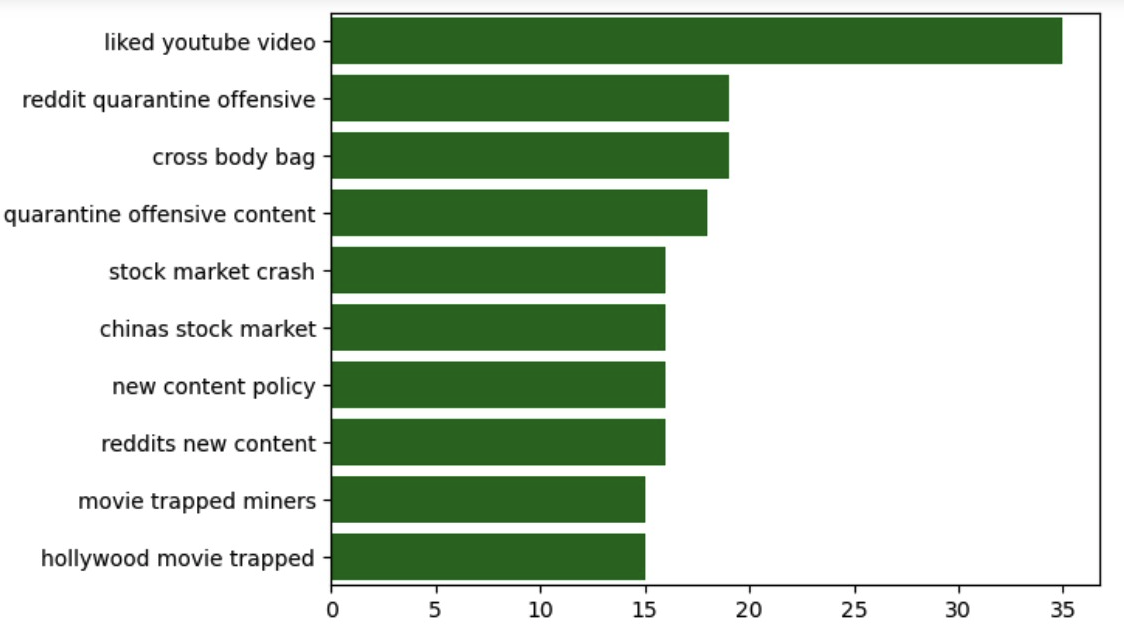 liked youtube video
reddit quarantine offensive
cross body bag
quarantine offensive content
stock market crash
chinas stock market
new content policy
reddits new content
movie trapped miners
hollywood movie trapped
0 5 10 15 20 25 30 35